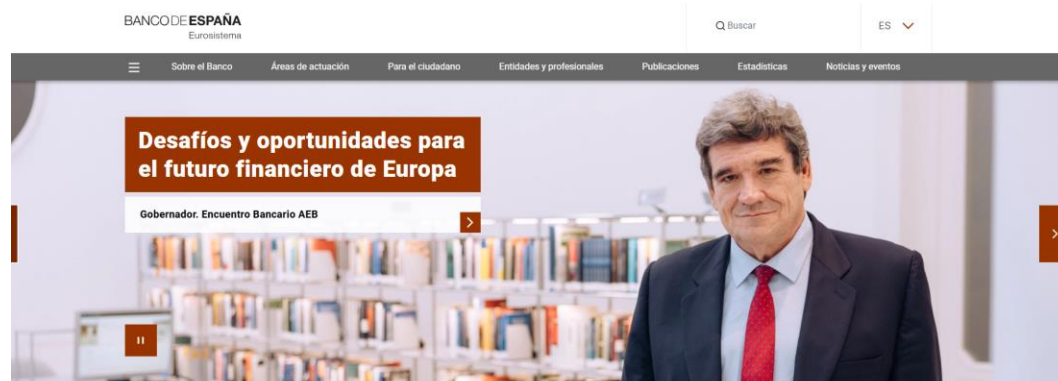 BANCO DE ESPAÑA
Eurosistema
Buscar
ES
Sobre el Banco
Áreas de actuación
Para el ciudadano
Entidades y profesionales
Publicaciones
Estadísticas
Noticias y eventos
Desafíos y oportunidades para
el futuro financiero de Europa
Gobernador. Encuentro Bancario AEB